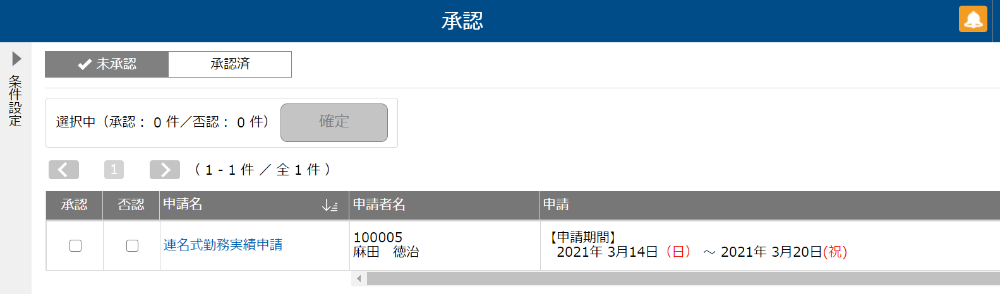 承認
条件設定
未承認 承認済
選択中（承認： 0 件／否認： 0 件） 確定
1 （ 1 - 1 件 ／ 全 1 件 ）
承認 否認 申請名 申請者名 申請
連名式勤務実績申請
100005
麻田　徳治
【申請期間】
2021年 3月14日（日） ～ 2021年 3月20日(祝)